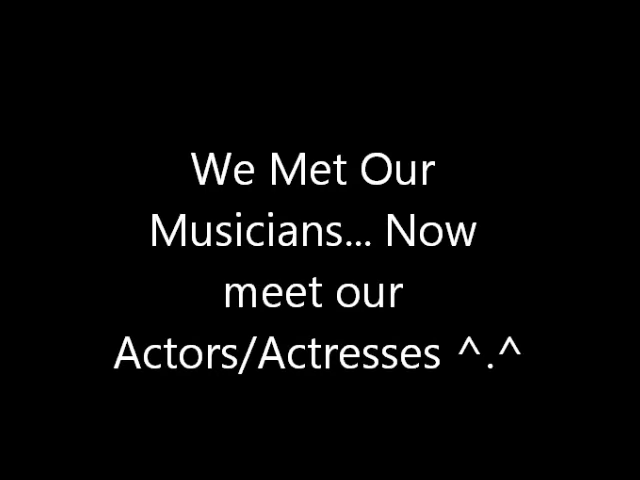 We Met Our
Musicians... Now
meet our
Actors/Actresses ^.^